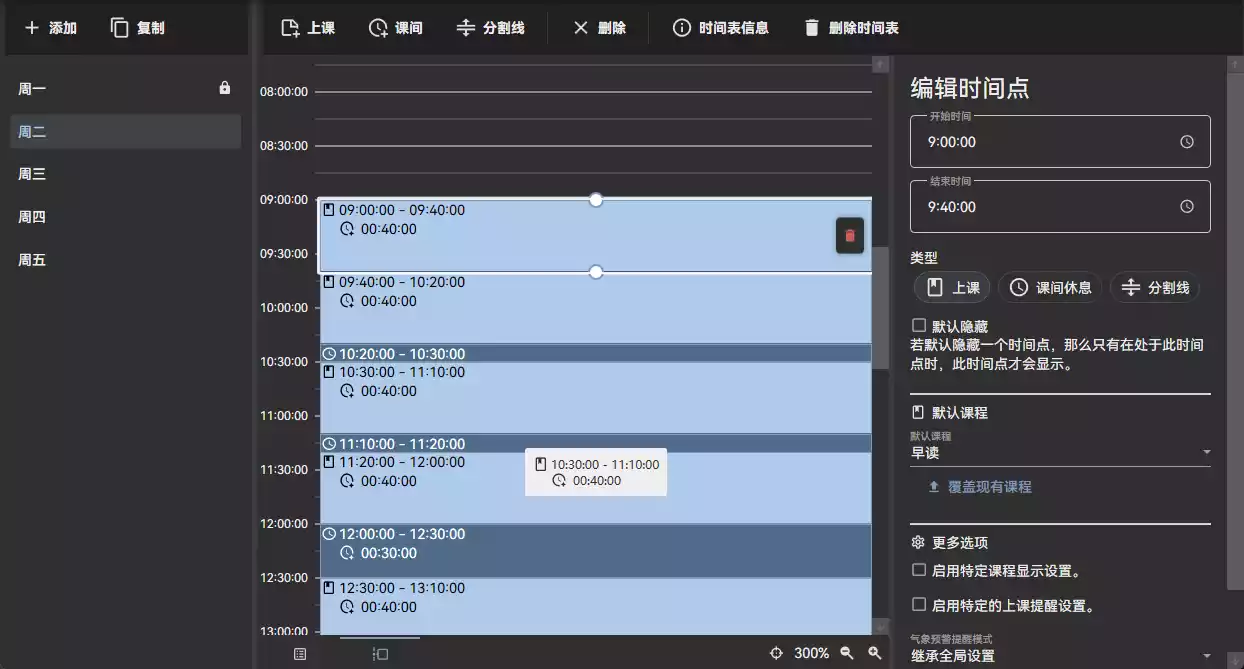 添加
复制
上课
课间
分割线
删除
时间表信息
删除时间表
周一
周二
周三
周四
周五
08:00:00
08:30:00
09:00:00
09:30:00
10:00:00
10:30:00
11:00:00
11:30:00
12:00:00
12:30:00
13:00:00
09:00:00 - 09:40:00
00:40:00
09:40:00 - 10:20:00
00:40:00
10:20:00 - 10:30:00
10:30:00 - 11:10:00
00:40:00
11:10:00 - 11:20:00
11:20:00 - 12:00:00
00:40:00
10:30:00 - 11:10:00
00:40:00
12:00:00 - 12:30:00
00:30:00
12:30:00 - 13:10:00
00:40:00
300%
编辑时间点
开始时间
9:00:00
结束时间
9:40:00
类型
上课
课间休息
分割线
默认隐藏
若默认隐藏一个时间点，那么只有在处于此时间
点时，此时间点才会显示。
默认课程
默认课程
早读
覆盖现有课程
更多选项
启用特定课程显示设置。
启用特定的上课提醒设置。
气象预警提醒模式
继承全局设置